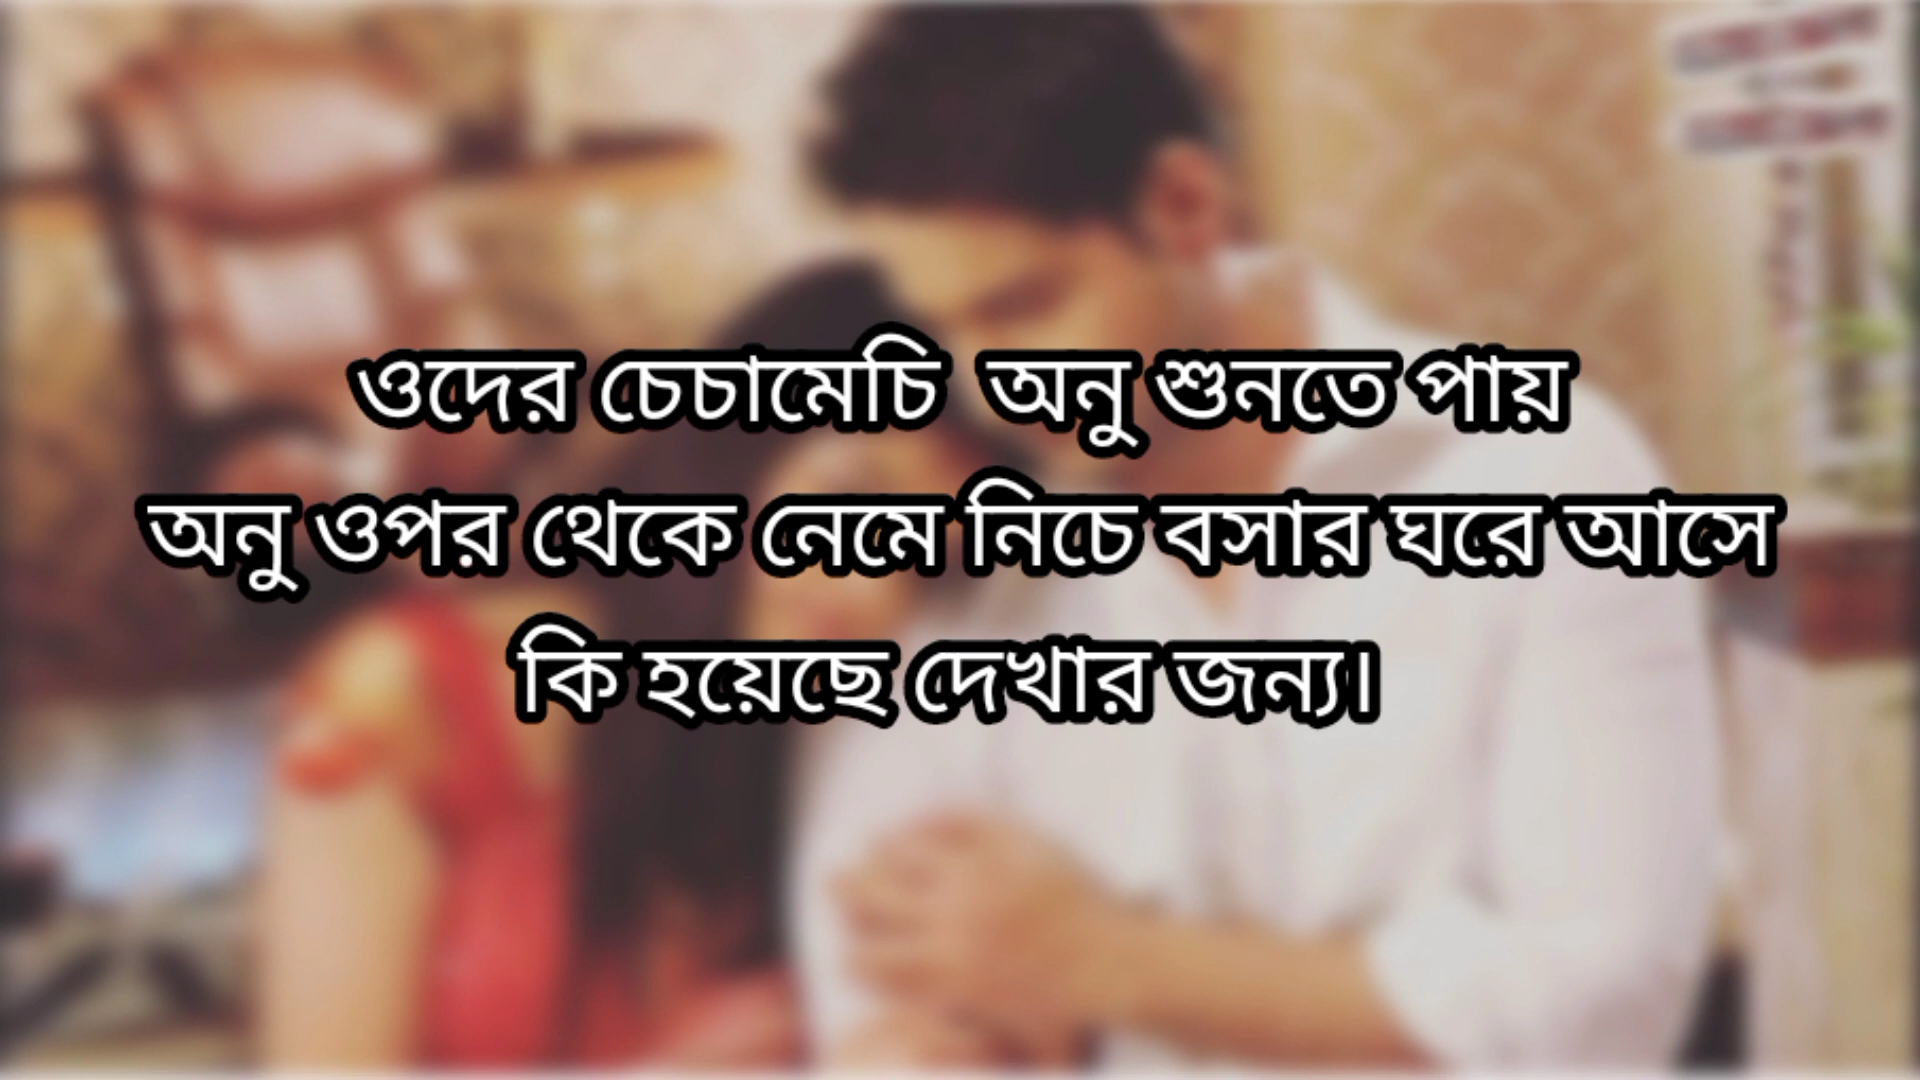 ওদের চেচামেচি অনু শুনতে পায়
অনু ওপর থেকে নেমে নিচে বসার ঘরে আসে
কি হয়েছে দেখার জন্য।